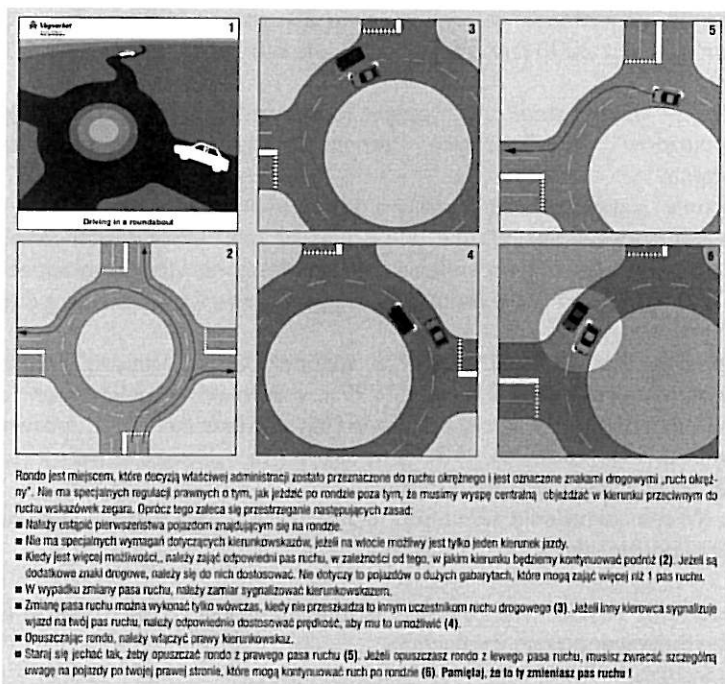 Vägverket
1
Driving in a roundabout
3
5
2
4
6
Rondo jest miejscem, które decyzją właściwej administracji zostało przeznaczone do ruchu okrężnego i jest oznaczone znakami drogowymi „ruch okręż-
ny". Nie ma specjalnych regulacji prawnych o tym, jak jeździć po rondzie poza tym, że musimy wyspę centralną objeżdżać w kierunku przeciwnym do
ruchu wskazówek zegara. Oprócz tego zaleca się przestrzeganie następujących zasad:
■ Należy ustąpić pierwszeństwa pojazdom znajdującym się na rondzie.
■ Nie ma specjalnych wymagań dotyczących kierunkowskazów, jeżeli na wlocie możliwy jest tylko jeden kierunek jazdy.
■ Kiedy jest więcej możliwości,, należy zająć odpowiedni pas ruchu, w zależności od tego, w jakim kierunku będziemy kontynuować podróż (2). Jeżeli są
dodatkowe znaki drogowe, należy się do nich dostosować. Nie dotyczy to pojazdów o dużych gabarytach, które mogą zająć więcej niż 1 pas ruchu.
■ W wypadku zmiany pasu ruchu, należy zamiar sygnalizować kierunkowskazem.
■ Zmianę pasa ruchu można wykonać tylko wówczas, kiedy nie przeszkadza to innym uczestnikom ruchu drogowego (3). Jeżeli inny kierowca sygnalizuje
wjazd na twój pas ruchu, należy odpowiednio dostosować prędkość, aby mu to umożliwić (4).
■ Opuszczając rondo, należy włączyć prawy kierunkowskaz.
■ Staraj się jechać tak, żeby opuszczać rondo z prawego pasa ruchu (5). Jeżeli opuszczasz rondo z lewego pasa ruchu, musisz zwracać szczególną
uwagę na pojazdy po twojej prawej stronie, które mogą kontynuować ruch po rondzie (6). Pamiętaj, że to ty zmieniasz pas ruchu !